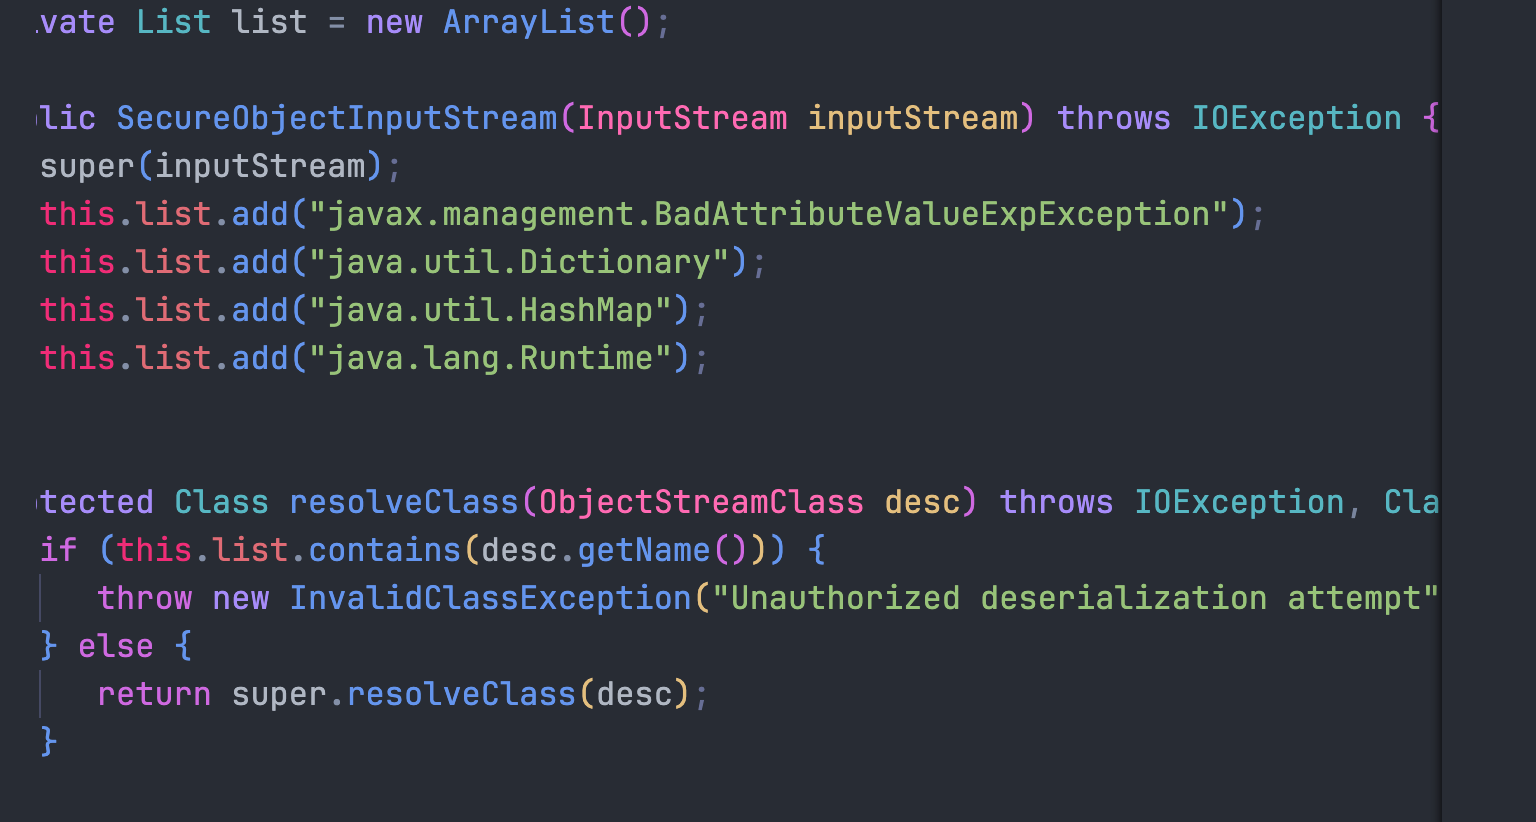 vate List list = new ArrayList();
lic SecureObjectInputStream(InputStream inputStream) throws IOException {
super(inputStream);
this.list.add("javax.management.BadAttributeValueExpException");
this.list.add("java.util.Dictionary");
this.list.add("java.util.HashMap");
this.list.add("java.lang.Runtime");
tected Class resolveClass(ObjectStreamClass desc) throws IOException, Cla
if (this.list.contains(desc.getName())) {
throw new InvalidClassException("Unauthorized deserialization attempt"
} else {
return super.resolveClass(desc);
}